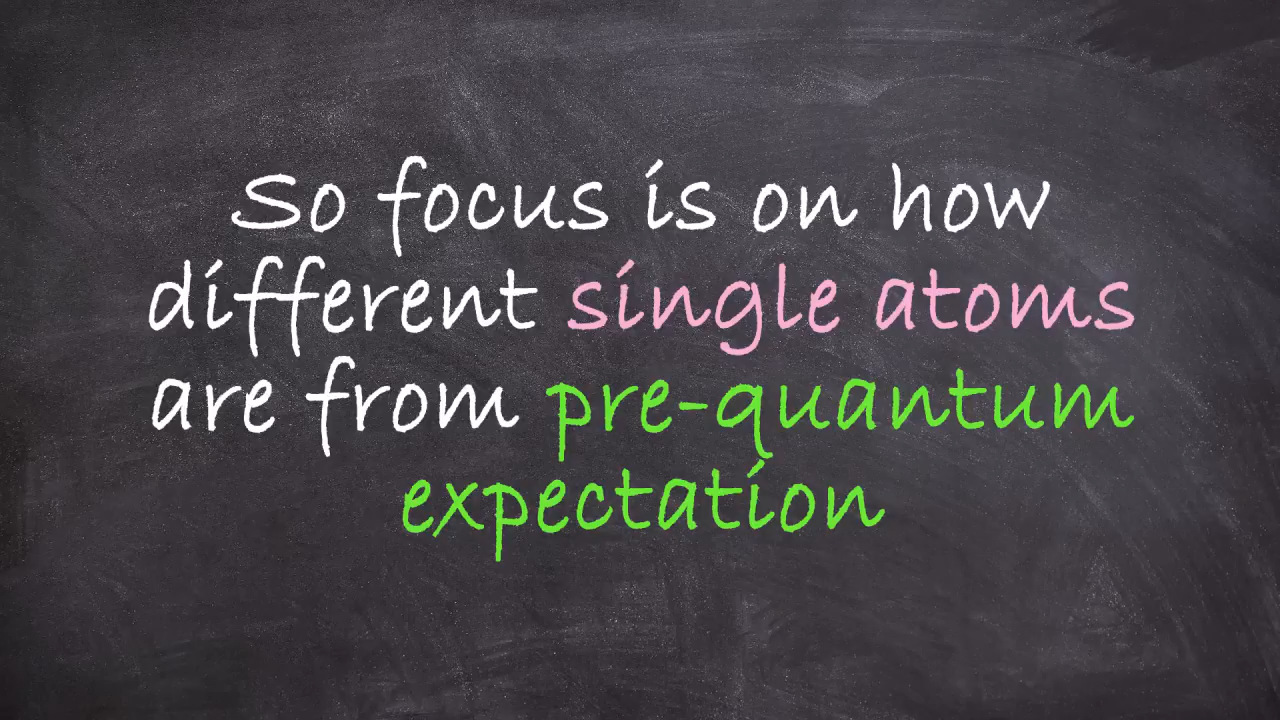 So focus is on how
different single atoms
are from pre-quantum
expectation